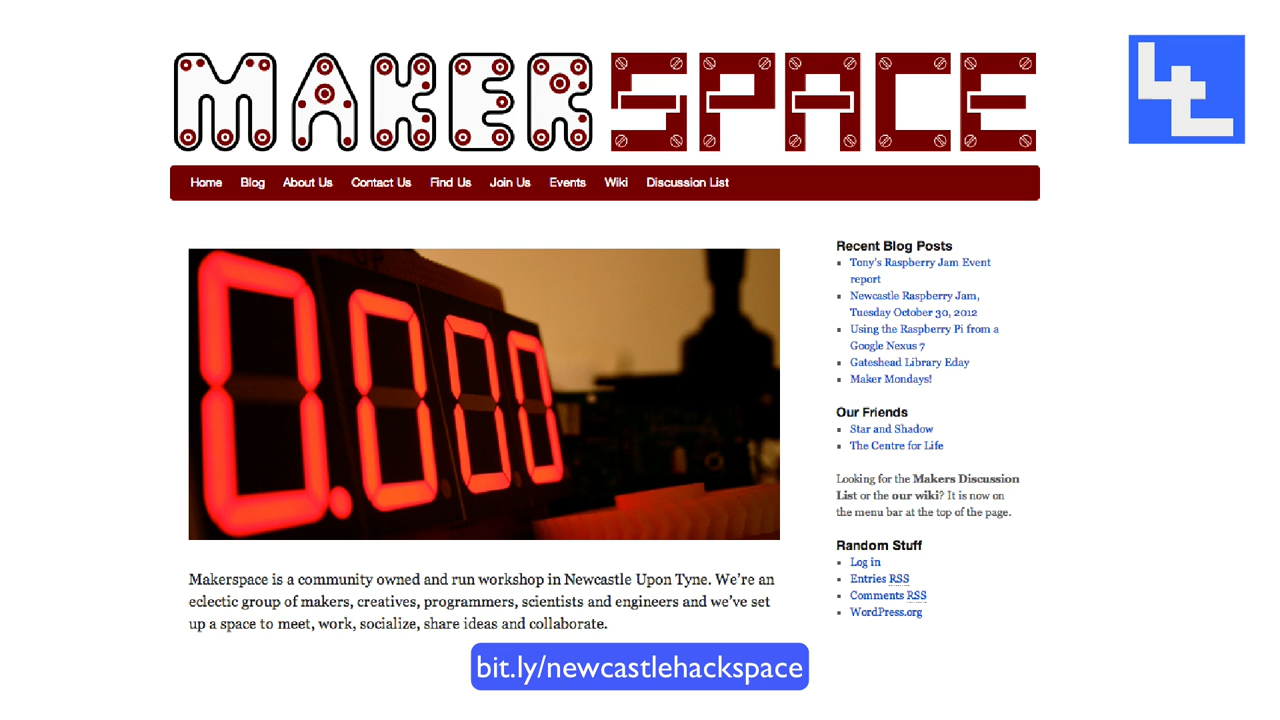 MAKERSPACE
Home Blog About Us Contact Us Find Us Join Us Events Wiki Discussion List
0.000
Makerspace is a community owned and run workshop in Newcastle Upon Tyne. We're an
eclectic group of makers, creatives, programmers, scientists and engineers and we've set
up a space to meet, work, socialize, share ideas and collaborate.
Recent Blog Posts
Tony's Raspberry Jam Event
report
Newcastle Raspberry Jam,
Tuesday October 30, 2012
Using the Raspberry Pi from a
Google Nexus 7
Gateshead Library Eday
Maker Mondays!
Our Friends
Star and Shadow
The Centre for Life
Looking for the Makers Discussion
List or the our wiki? It is now on
the menu bar at the top of the page.
Random Stuff
Log in
Entries RSS
Comments RSS
WordPress.org
bit.ly/newcastlehackspace
LL